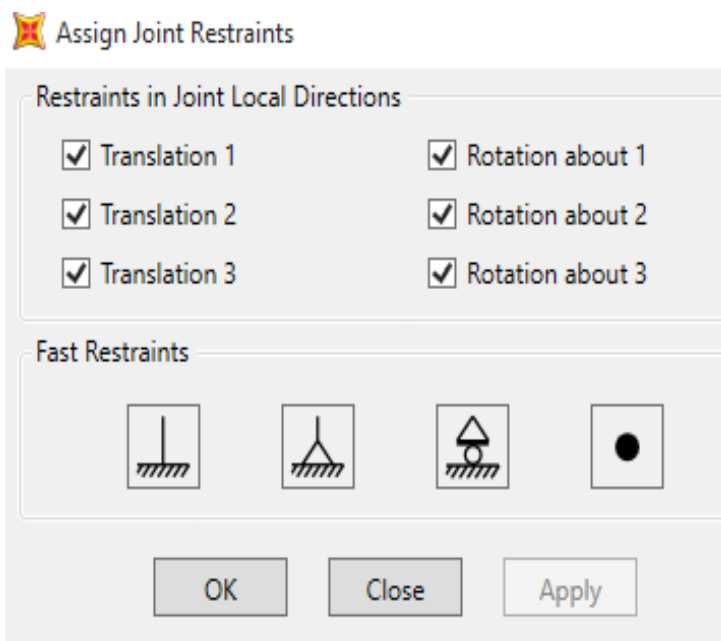 Assign Joint Restraints
Restraints in Joint Local Directions
Translation 1 Rotation about 1
Translation 2 Rotation about 2
Translation 3 Rotation about 3
Fast Restraints
OK Close Apply